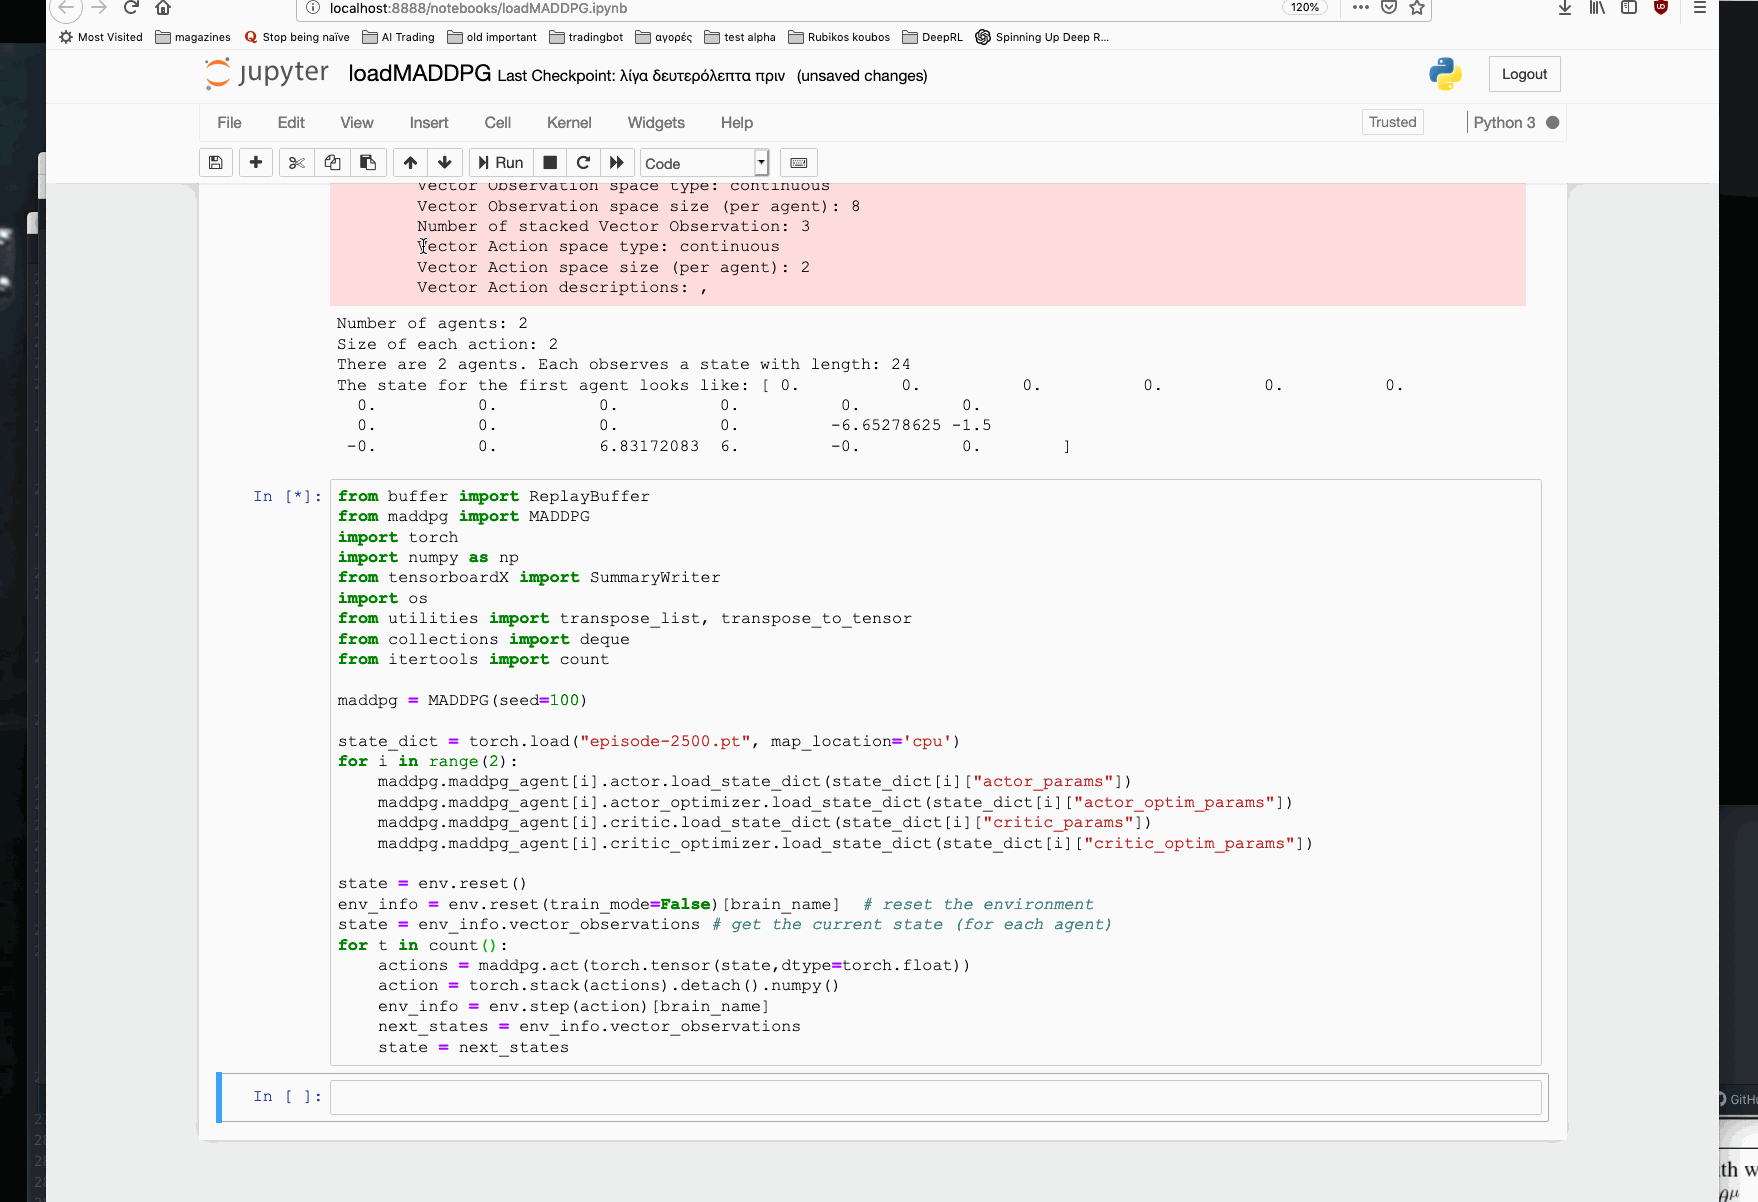 localhost:8888/notebooks/loadMADDPG.ipynb 120%
Most Visited magazines Stop being naïve AI Trading old important tradingbot αγορές test alpha Rubikos koubos DeepRL Spinning Up Deep R...
jupyter loadMADDPG Last Checkpoint: λίγα δευτερόλεπτα πριν (unsaved changes) Logout
File Edit View Insert Cell Kernel Widgets Help Trusted Python 3
Run Code
Vector Observation space type: continuous
Vector Observation space size (per agent): 8
Number of stacked Vector Observation: 3
Vector Action space type: continuous
Vector Action space size (per agent): 2
Vector Action descriptions: ,
Number of agents: 2
Size of each action: 2
There are 2 agents. Each observes a state with length: 24
The state for the first agent looks like: [ 0. 0. 0. 0. 0. 0.
0. 0. 0. 0. 0. 0.
0. 0. 0. 0. -6.65278625 -1.5
-0. 0. 6.83172083 6. -0. 0. ]
In [*]: from buffer import ReplayBuffer
from maddpg import MADDPG
import torch
import numpy as np
from tensorboardX import SummaryWriter
import os
from utilities import transpose_list, transpose_to_tensor
from collections import deque
from itertools import count
maddpg = MADDPG(seed=100)
state_dict = torch.load("episode-2500.pt", map_location='cpu')
for i in range(2):
    maddpg.maddpg_agent[i].actor.load_state_dict(state_dict[i]["actor_params"])
    maddpg.maddpg_agent[i].actor_optimizer.load_state_dict(state_dict[i]["actor_optim_params"])
    maddpg.maddpg_agent[i].critic.load_state_dict(state_dict[i]["critic_params"])
    maddpg.maddpg_agent[i].critic_optimizer.load_state_dict(state_dict[i]["critic_optim_params"])
state = env.reset()
env_info = env.reset(train_mode=False)[brain_name]  # reset the environment
state = env_info.vector_observations # get the current state (for each agent)
for t in count():
    actions = maddpg.act(torch.tensor(state,dtype=torch.float))
    action = torch.stack(actions).detach().numpy()
    env_info = env.step(action)[brain_name]
    next_states = env_info.vector_observations
    state = next_states
In [ ]: